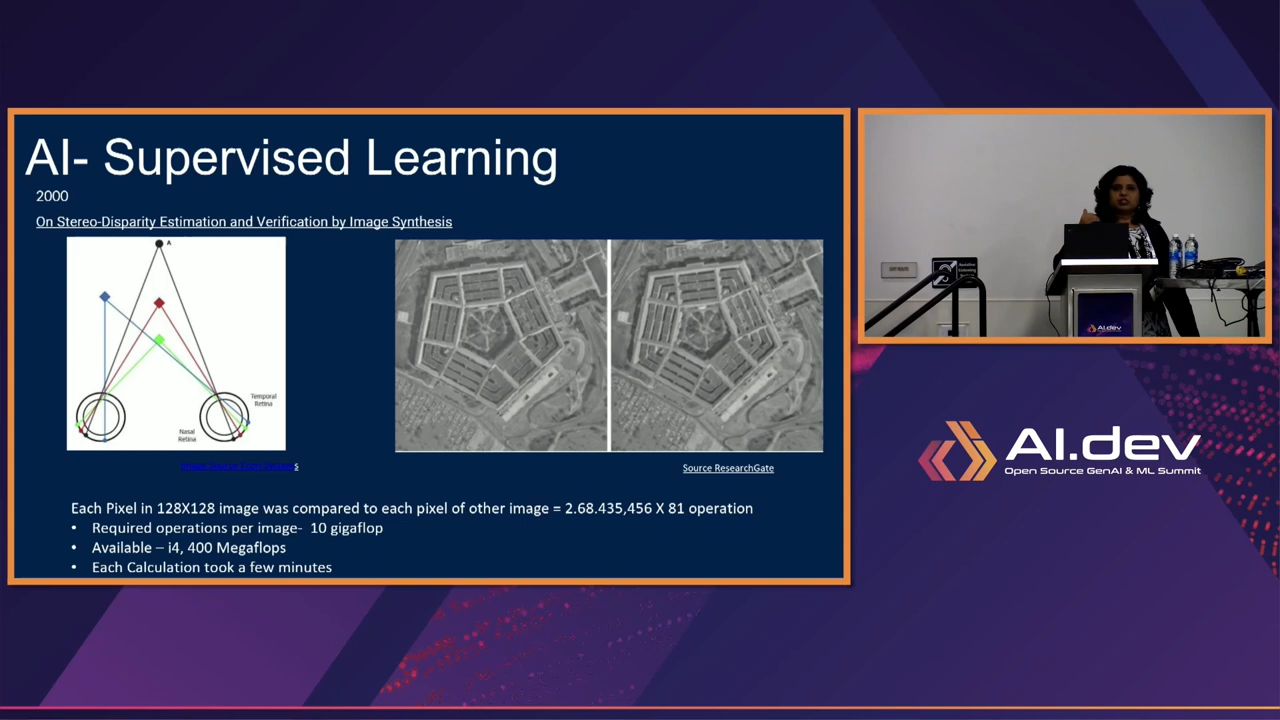 AI- Supervised Learning
2000
On Stereo-Disparity Estimation and Verification by Image Synthesis
A
Temporal
Retina
Nasal
Retina
Source ResearchGate
Each Pixel in 128X128 image was compared to each pixel of other image = 2.68.435,456 X 81 operation
• Required operations per image- 10 gigaflop
• Available – i4, 400 Megaflops
• Each Calculation took a few minutes
AI.dev
AI.dev
Open Source GenAI & ML Summit